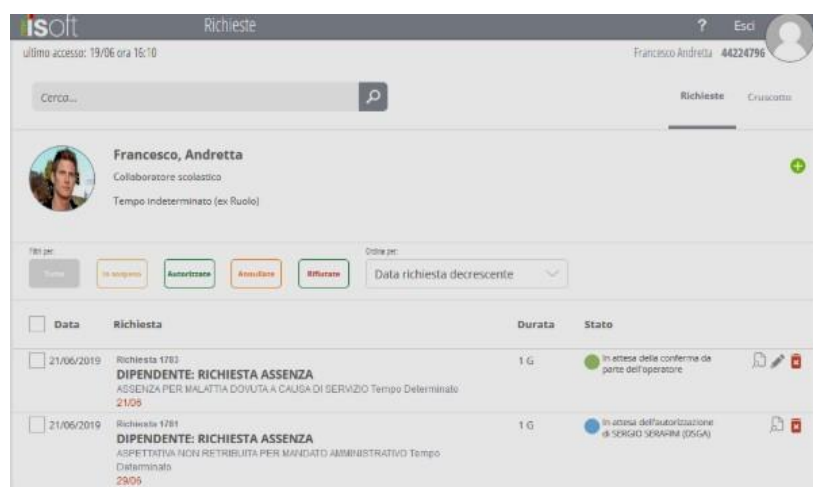 isoft
Richieste
? Esci
ultimo accesso: 19/06 ora 16:10
Francesco Andretta 44224796
Cerca...
Richieste Cruscotto
Francesco, Andretta
Collaboratore scolastico
Tempo indeterminato (ex Ruolo)
Filtri per:
In sospeso Autorizzate Annullate Rifiutate
Ordina per:
Data richiesta decrescente
Data Richiesta Durata Stato
21/06/2019 Richiesta 1783 1 G In attesa della conferma da
parte dell'operatore
DIPENDENTE: RICHIESTA ASSENZA
ASSENZA PER MALATTIA DOVUTA A CAUSA DI SERVIZIO Tempo Determinato
21/06
21/06/2019 Richiesta 1781 1 G In attesa dell'autorizzazione
di SERGIO SERAFINI (DSGA)
DIPENDENTE: RICHIESTA ASSENZA
ASPETTATIVA NON RETRIBUITA PER MANDATO AMMINISTRATIVO Tempo
Determinato
29/06